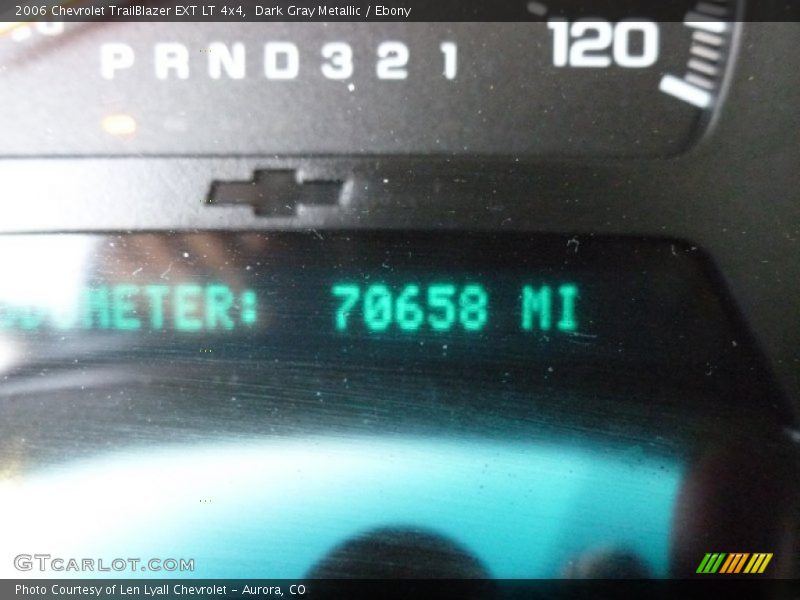 2006 Chevrolet TrailBlazer EXT LT 4x4, Dark Gray Metallic / Ebony
P R N D 3 2 1
120
ODOMETER: 70658 MI
GTCARLOT.COM
Photo Courtesy of Len Lyall Chevrolet - Aurora, CO